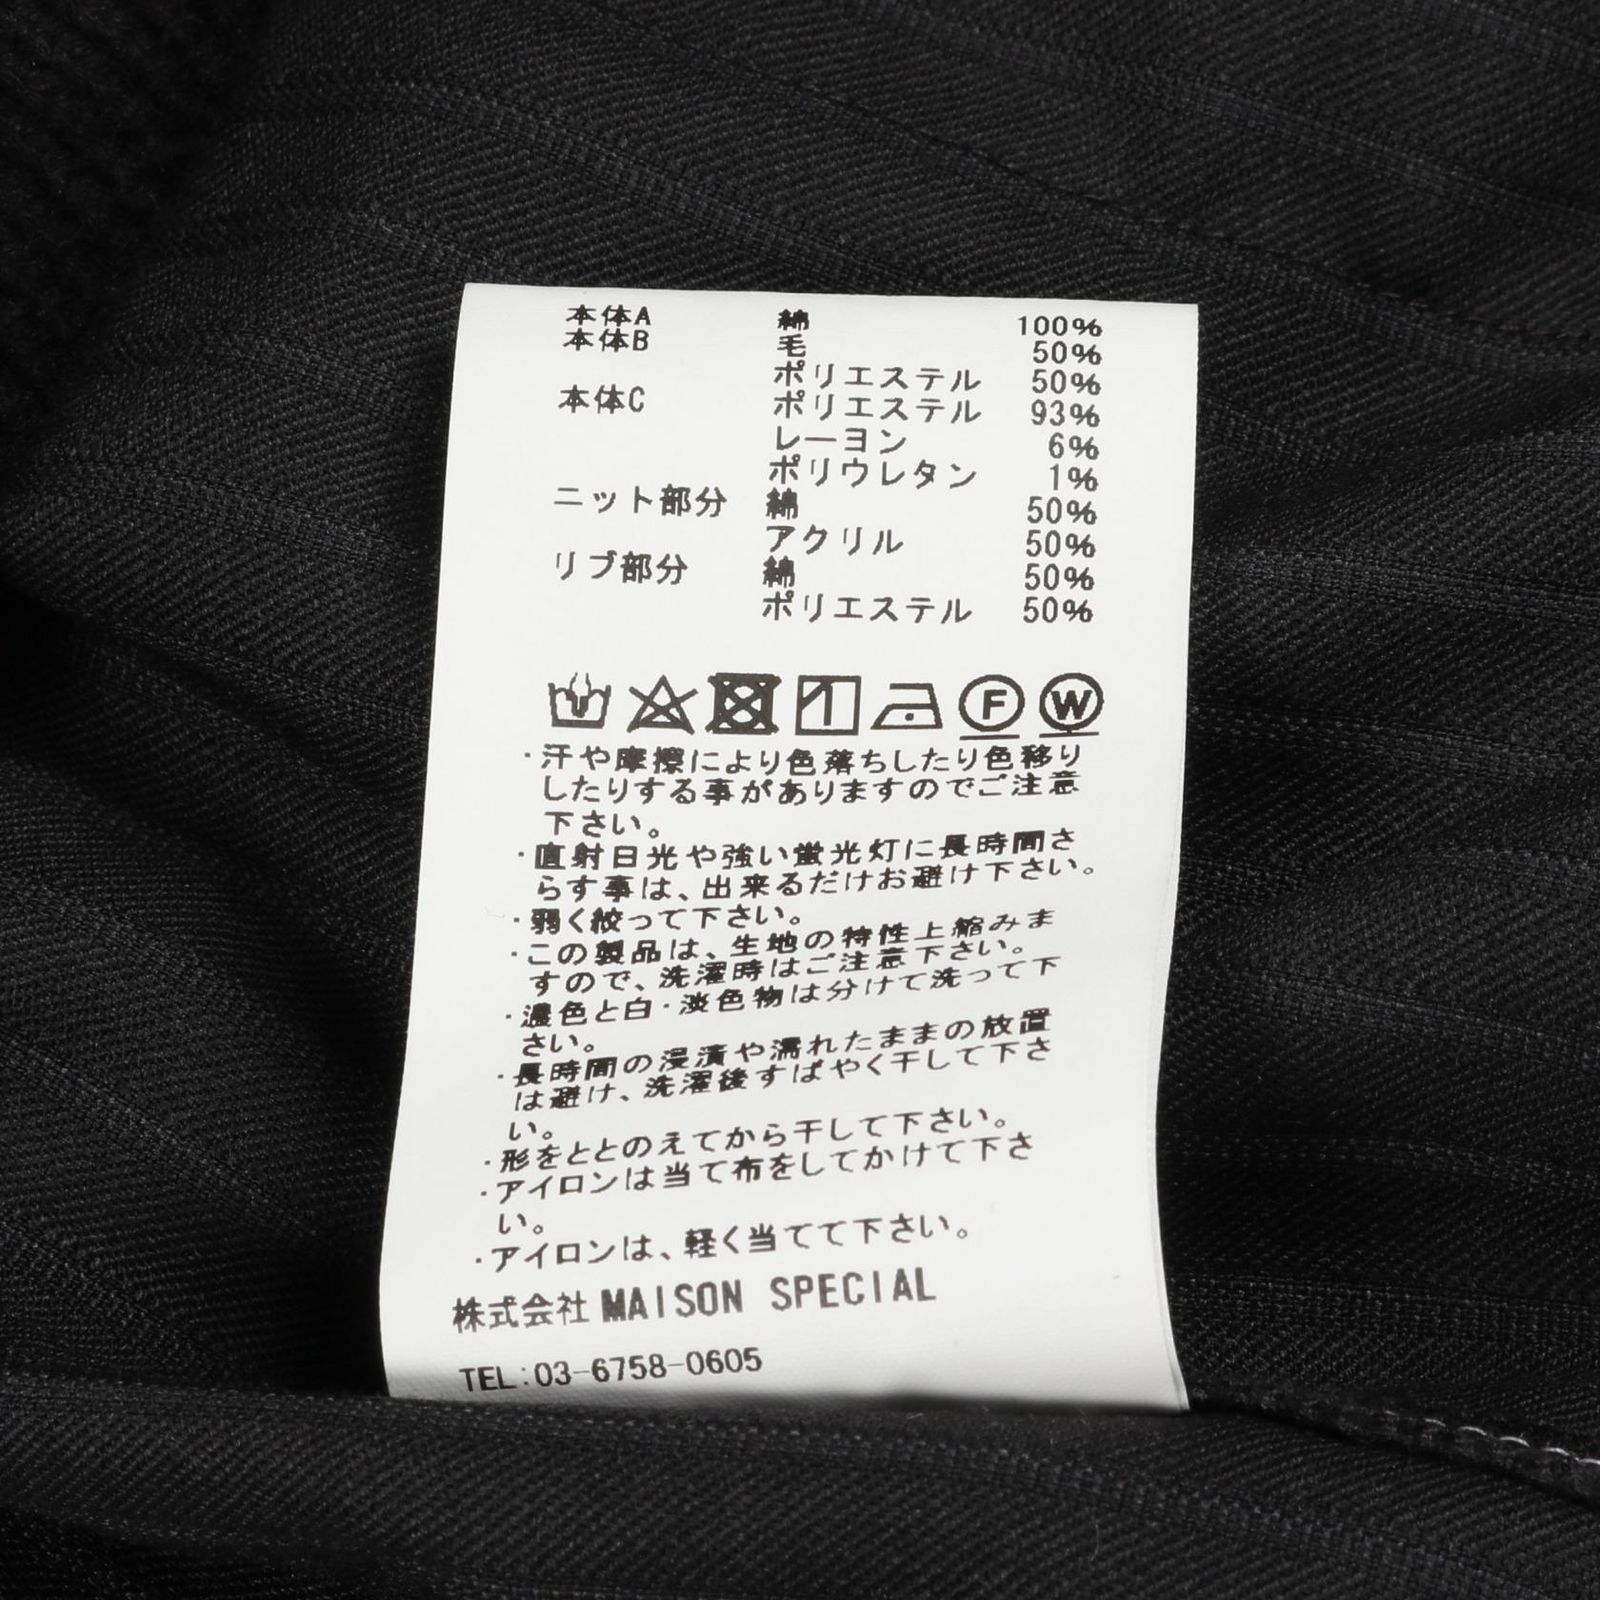 本体A 綿 100%
本体B 毛 50%
ポリエステル 50%
本体C ポリエステル 93%
レーヨン 6%
ポリウレタン 1%
ニット部分 綿 50%
アクリル 50%
リブ部分 綿 50%
ポリエステル 50%
F W
・汗や摩擦により色落ちしたり色移り
したりする事がありますのでご注意
下さい。
・直射日光や強い蛍光灯に長時間さ
らす事は、出来るだけお避け下さい。
・弱く絞って下さい。
・この製品は、生地の特性上縮みま
すので、洗濯時はご注意下さい。
・濃色と白・淡色物は分けて洗って下
さい。
・長時間の浸漬や濡れたままの放置
は避け、洗濯後すばやく干して下さ
い。
・形をととのえてから干して下さい。
・アイロンは当て布をしてかけて下さ
い。
・アイロンは、軽く当てて下さい。
株式会社 MAISON SPECIAL
TEL:03-6758-0605